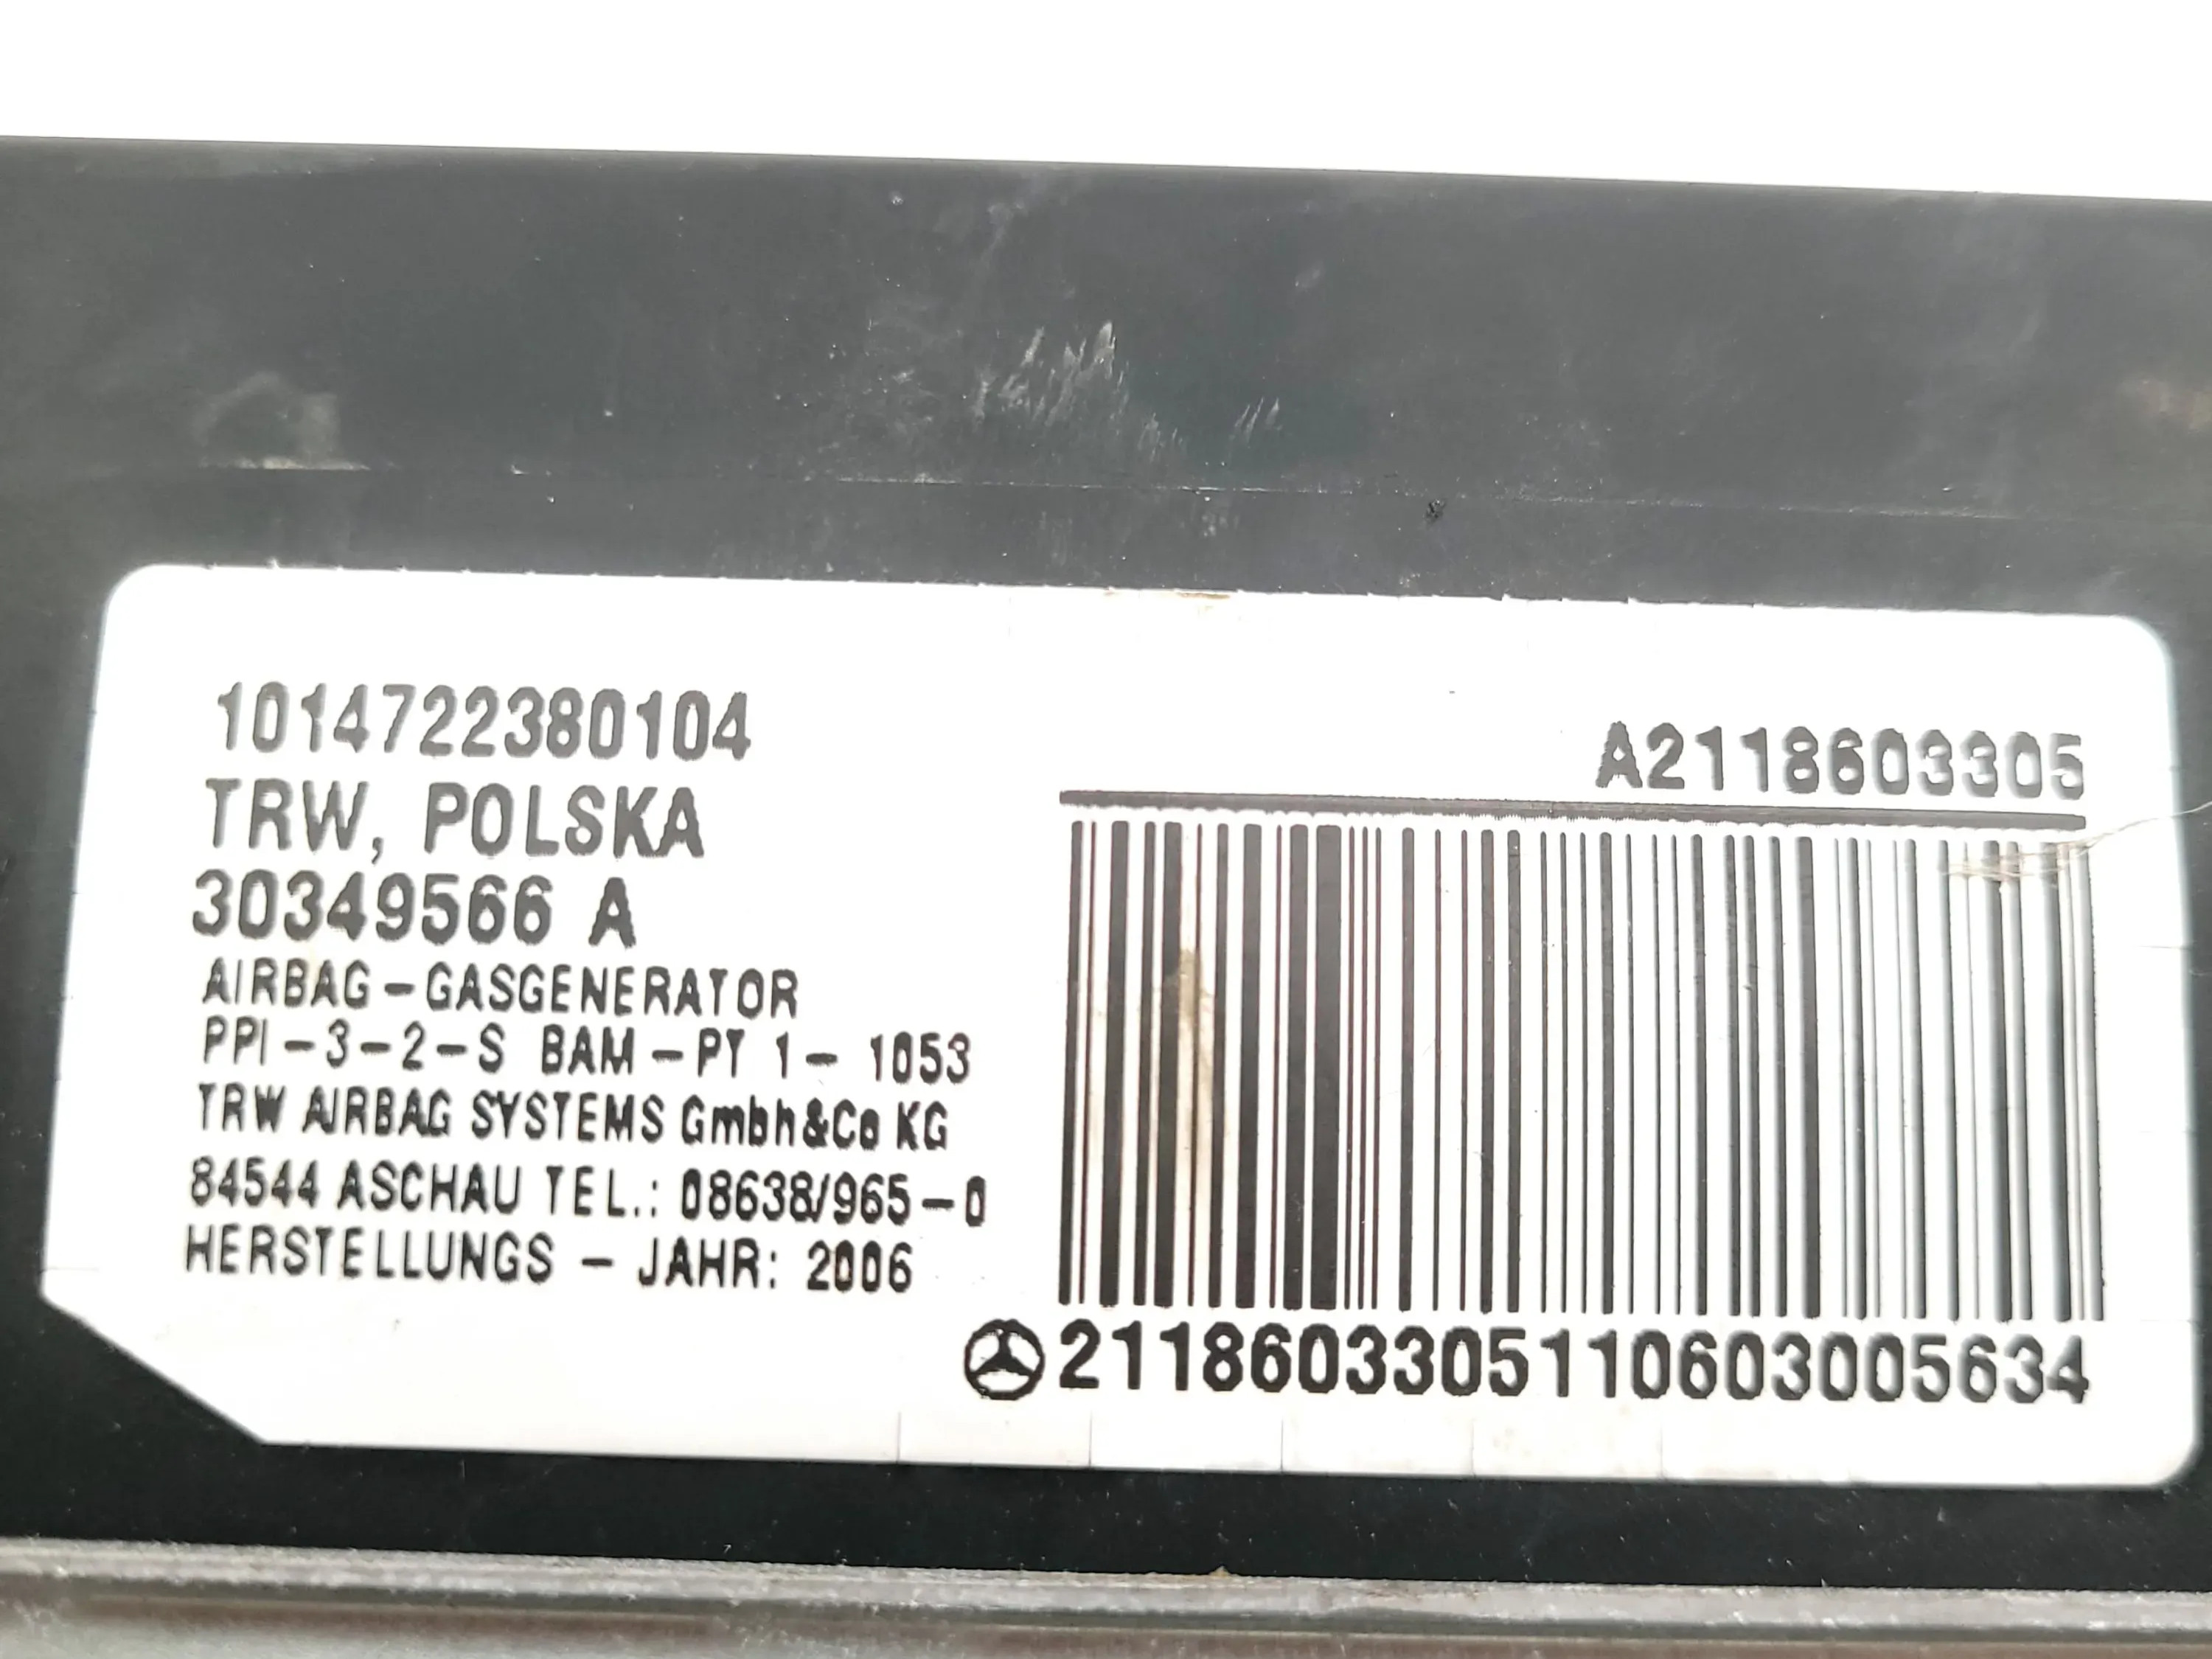 1014722380104
TRW, POLSKA
30349566 A
AIRBAG-GASGENERATOR
PPI-3-2-S BAM-PT 1- 1053
TRW AIRBAG SYSTEMS Gmbh&Co KG
84544 ASCHAU TEL.: 08638/965-0
HERSTELLUNGS - JAHR: 2006
A2118603305
2118603305110603005634